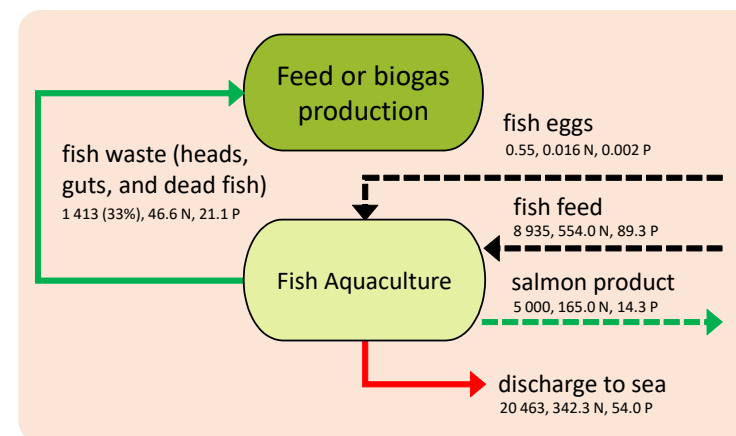 Feed or biogas
production
fish eggs
0.55, 0.016 N, 0.002 P
fish waste (heads,
guts, and dead fish)
1 413 (33%), 46.6 N, 21.1 P
fish feed
8 935, 554.0 N, 89.3 P
Fish Aquaculture
salmon product
5 000, 165.0 N, 14.3 P
discharge to sea
20 463, 342.3 N, 54.0 P